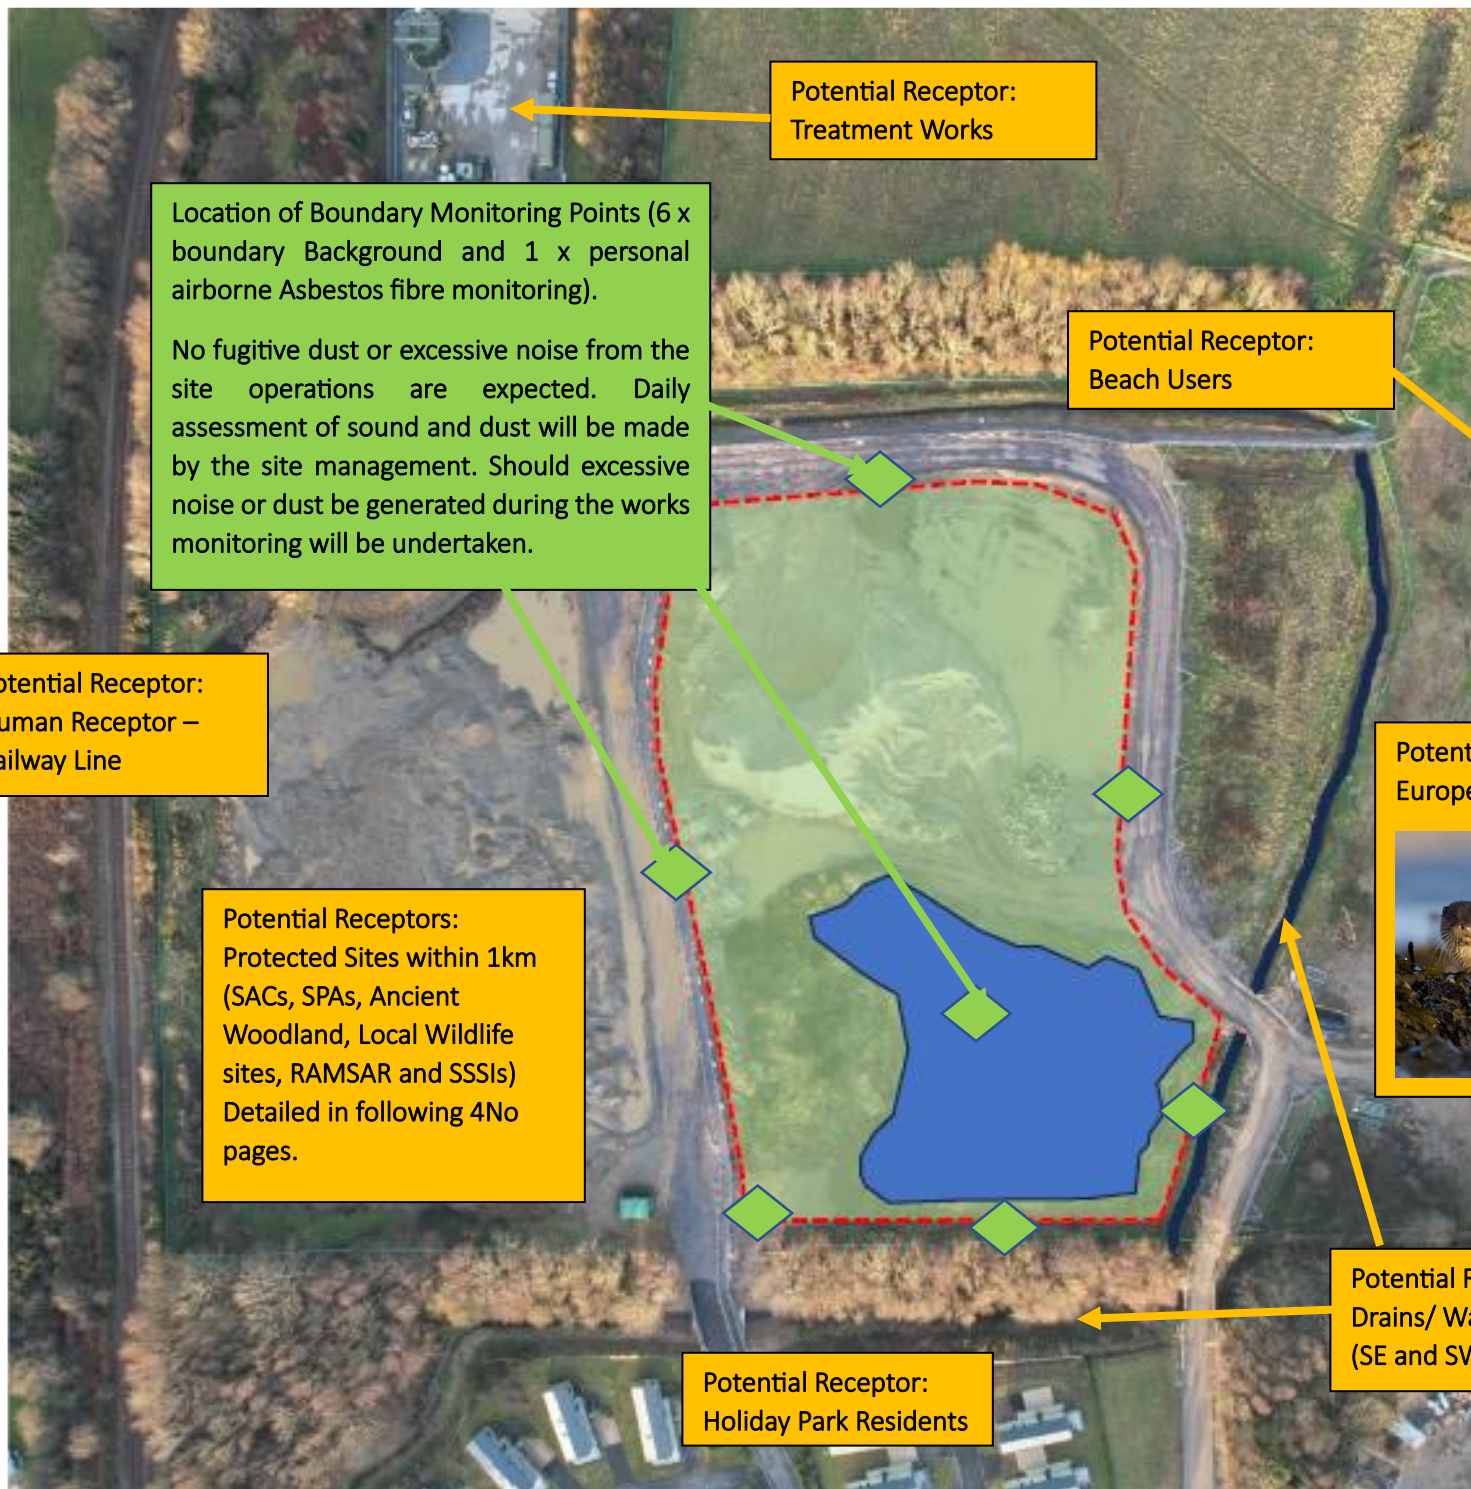 Potential Receptor:
Treatment Works
Location of Boundary Monitoring Points (6 x
boundary Background and 1 x personal
airborne Asbestos fibre monitoring).
No fugitive dust or excessive noise from the
site operations are expected. Daily
assessment of sound and dust will be made
by the site management. Should excessive
noise or dust be generated during the works
monitoring will be undertaken.
Potential Receptor:
Beach Users
otential Receptor:
uman Receptor –
ailway Line
Potent
Europe
Potential Receptors:
Protected Sites within 1km
(SACs, SPAs, Ancient
Woodland, Local Wildlife
sites, RAMSAR and SSSIs)
Detailed in following 4No
pages.
Potential R
Drains/ Wa
(SE and SW
Potential Receptor:
Holiday Park Residents